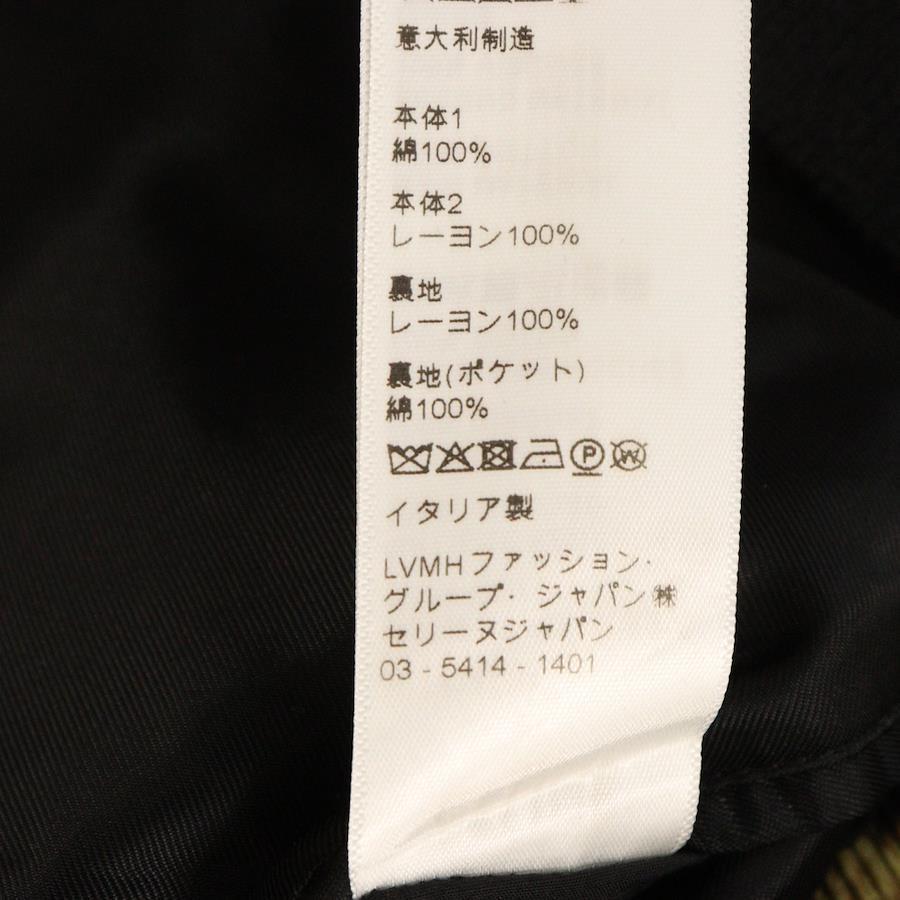 意大利制造
本体1
綿100%
本体2
レーヨン100%
裏地
レーヨン100%
裏地(ポケット)
綿100%
P W
イタリア製
LVMHファッション・
グループ・ジャパン㈱
セリーヌジャパン
03 - 5414 - 1401